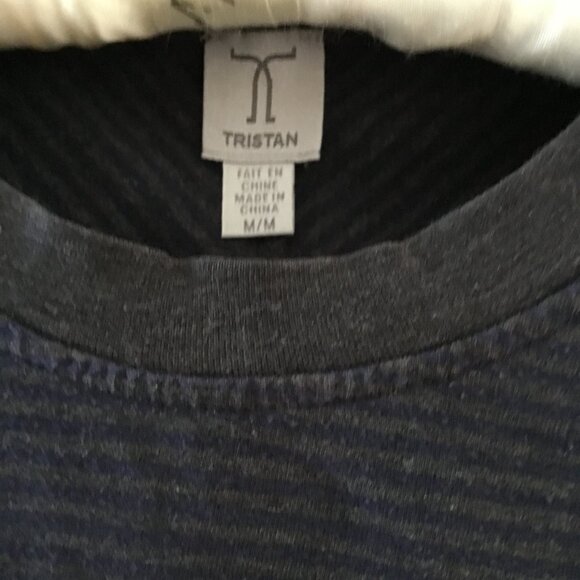 TRISTAN
FAIT EN
CHINE
MADE IN
CHINA
M/M